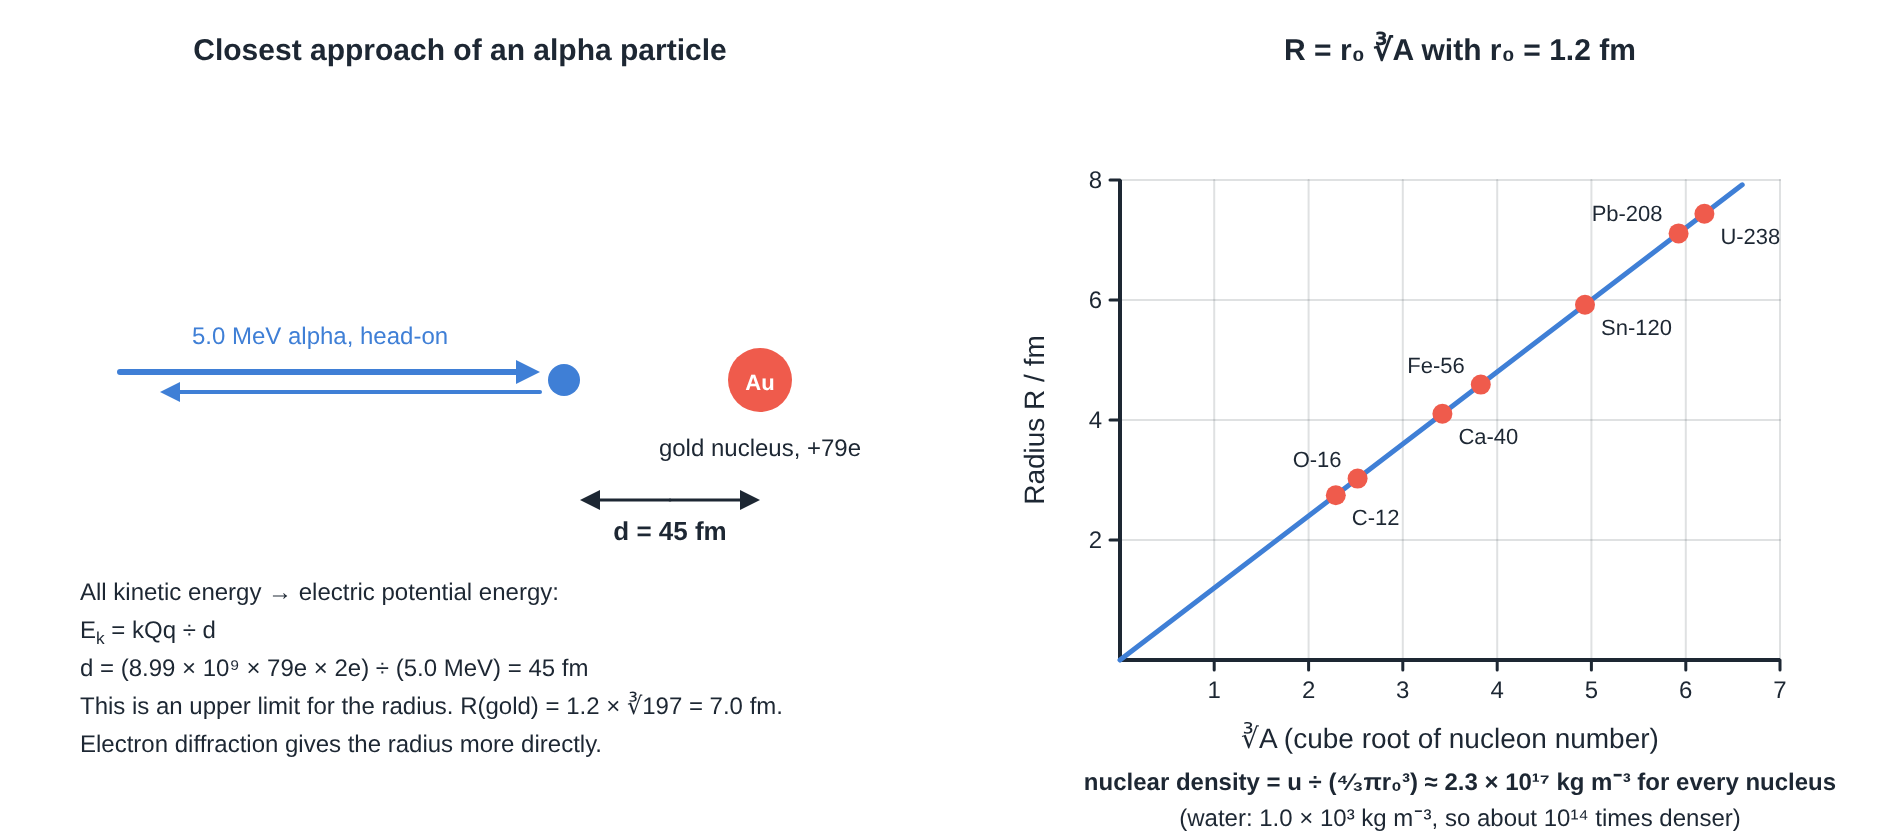 Closest approach of an alpha particle
5.0 MeV alpha, head-on
Au
gold nucleus, +79e
d = 45 fm
All kinetic energy → electric potential energy:
Eₖ = kQq ÷ d
d = (8.99 × 10⁹ × 79e × 2e) ÷ (5.0 MeV) = 45 fm
This is an upper limit for the radius. R(gold) = 1.2 × ∛197 = 7.0 fm.
Electron diffraction gives the radius more directly.
R = r₀ ∛A with r₀ = 1.2 fm
Radius R / fm
8
6
4
2
Pb-208
U-238
Sn-120
Fe-56
Ca-40
O-16
C-12
1 2 3 4 5 6 7
∛A (cube root of nucleon number)
nuclear density = u ÷ (⁴⁄₃πr₀³) ≈ 2.3 × 10¹⁷ kg m⁻³ for every nucleus
(water: 1.0 × 10³ kg m⁻³, so about 10¹⁴ times denser)